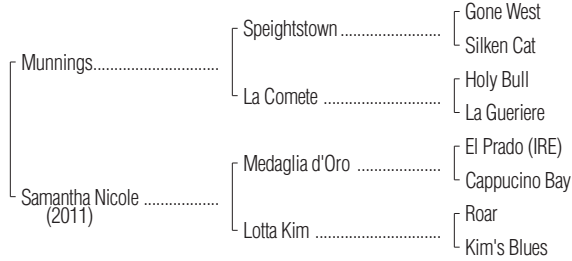 Gone West
Speightstown ......................
Silken Cat
Munnings............................
Holy Bull
La Comete ..........................
La Gueriere
El Prado (IRE)
Medaglia d'Oro ..................
Cappucino Bay
Samantha Nicole ................
(2011)
Roar
Lotta Kim ............................
Kim's Blues